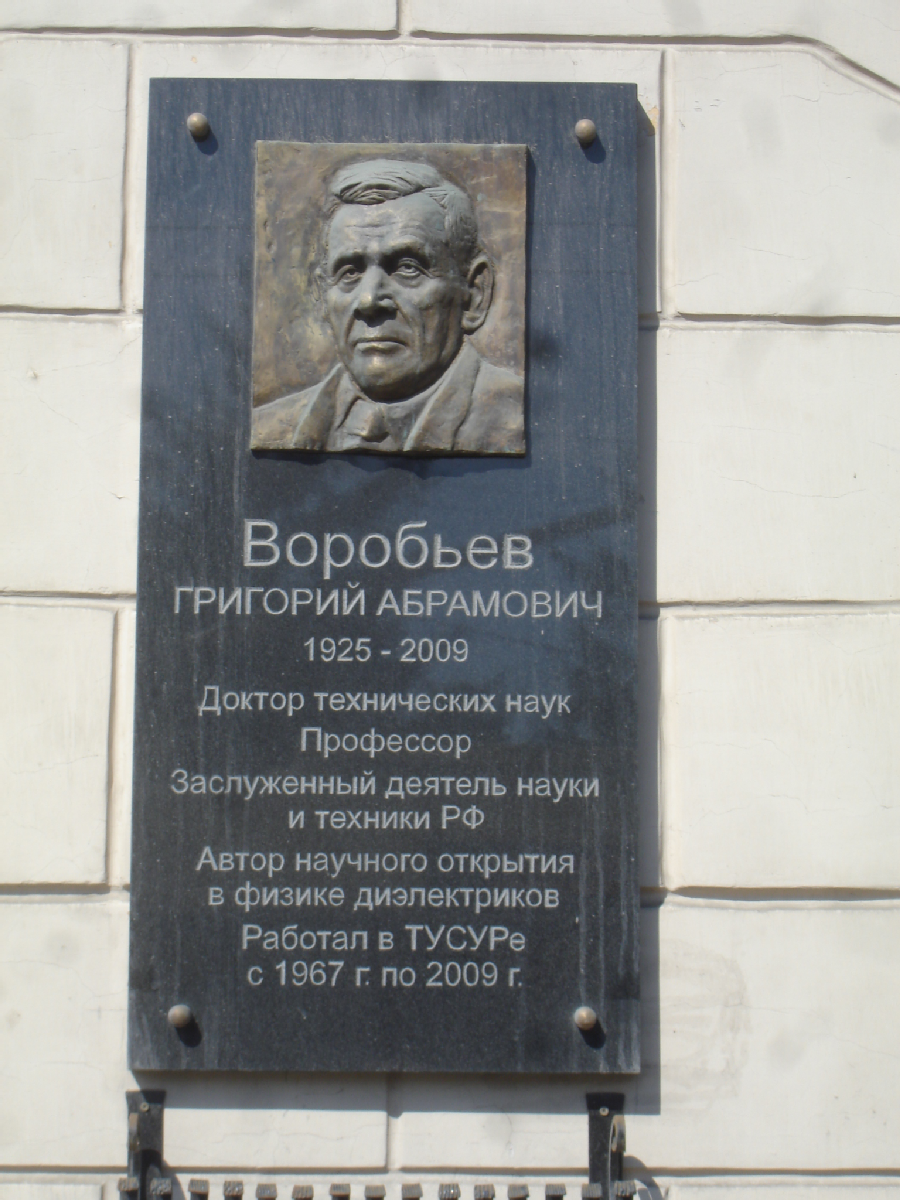 Воробьев
ГРИГОРИЙ АБРАМОВИЧ
1925 - 2009
Доктор технических наук
Профессор
Заслуженный деятель науки
и техники РФ
Автор научного открытия
в физике диэлектриков
Работал в ТУСУРе
с 1967 г. по 2009 г.